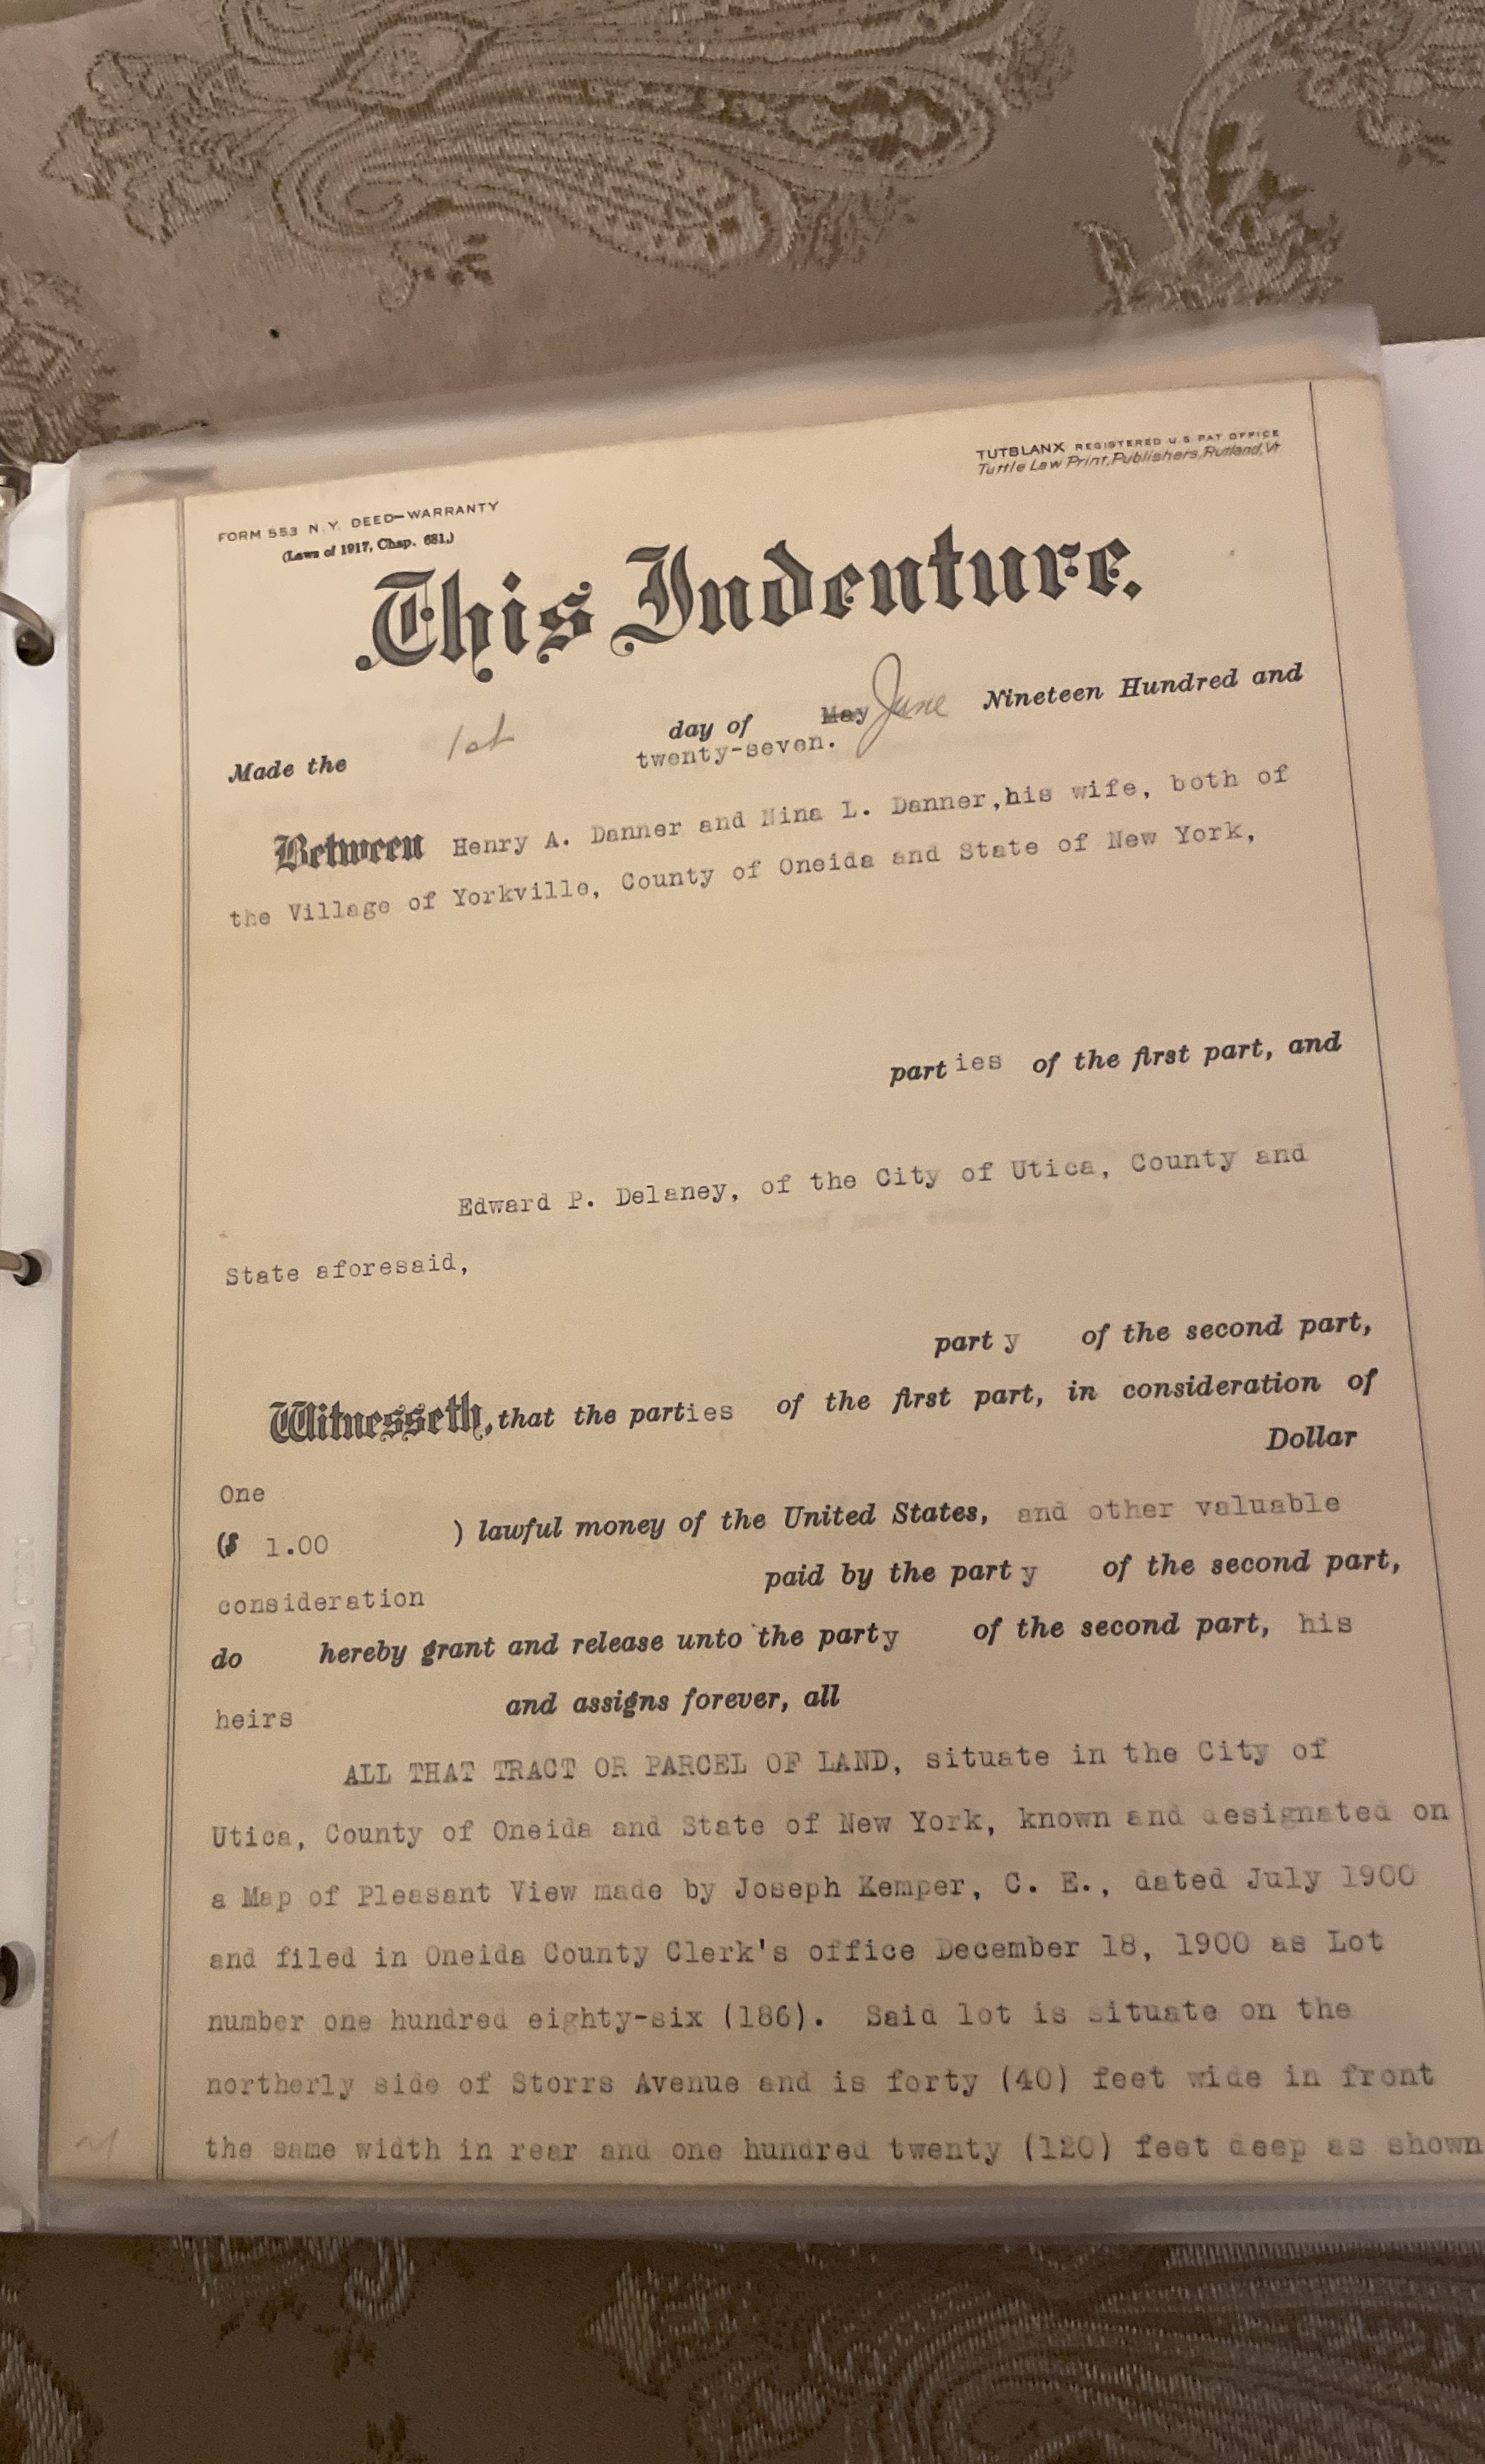 TUTBLANX REGISTERED U S PAT OFFICE
Tuttle Law Print, Publishers, Rutland, Vt
FORM 553 N. Y. DEED—WARRANTY
(Laws of 1917, Chap. 681,)
This Indenture.
Made the 1st day of May June Nineteen Hundred and
twenty-seven.
Between Henry A. Danner and Nina L. Danner,his wife, both of
the Village of Yorkville, County of Oneida and State of New York,
parties of the first part, and
Edward P. Delaney, of the City of Utica, County and
State aforesaid,
party of the second part,
Witnesseth, that the parties of the first part, in consideration of
Dollar
One
($ 1.00 ) lawful money of the United States, and other valuable
consideration paid by the party of the second part,
do hereby grant and release unto the party of the second part, his
heirs and assigns forever, all
ALL THAT TRACT OR PARCEL OF LAND, situate in the City of
Utica, County of Oneida and State of New York, known and designated on
a Map of Pleasant View made by Joseph Kemper, C. E., dated July 1900
and filed in Oneida County Clerk's office December 18, 1900 as Lot
number one hundred eighty-six (186). Said lot is situate on the
northerly side of Storrs Avenue and is forty (40) feet wide in front
the same width in rear and one hundred twenty (120) feet deep as shown